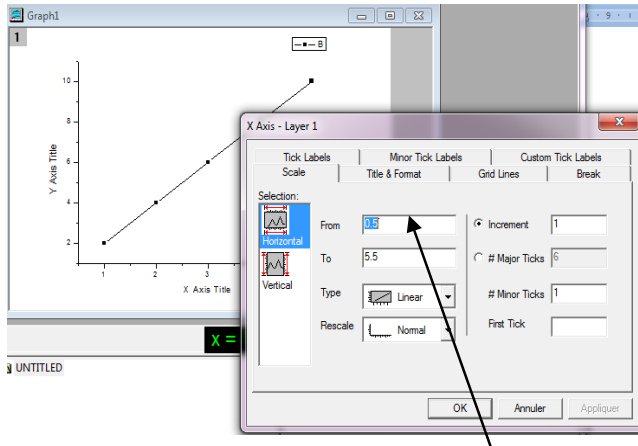 Graph1
1
B
10
8
6
4
2
Y Axis Title
1
2
3
X Axis Title
X =
UNTITLED
9
X Axis - Layer 1
Tick Labels
Minor Tick Labels
Custom Tick Labels
Scale
Title & Format
Grid Lines
Break
Selection:
Horizontal
Vertical
From 0.5
To 5.5
Type Linear
Rescale Normal
Increment 1
# Major Ticks 6
# Minor Ticks 1
First Tick
OK
Annuler
Appliquer